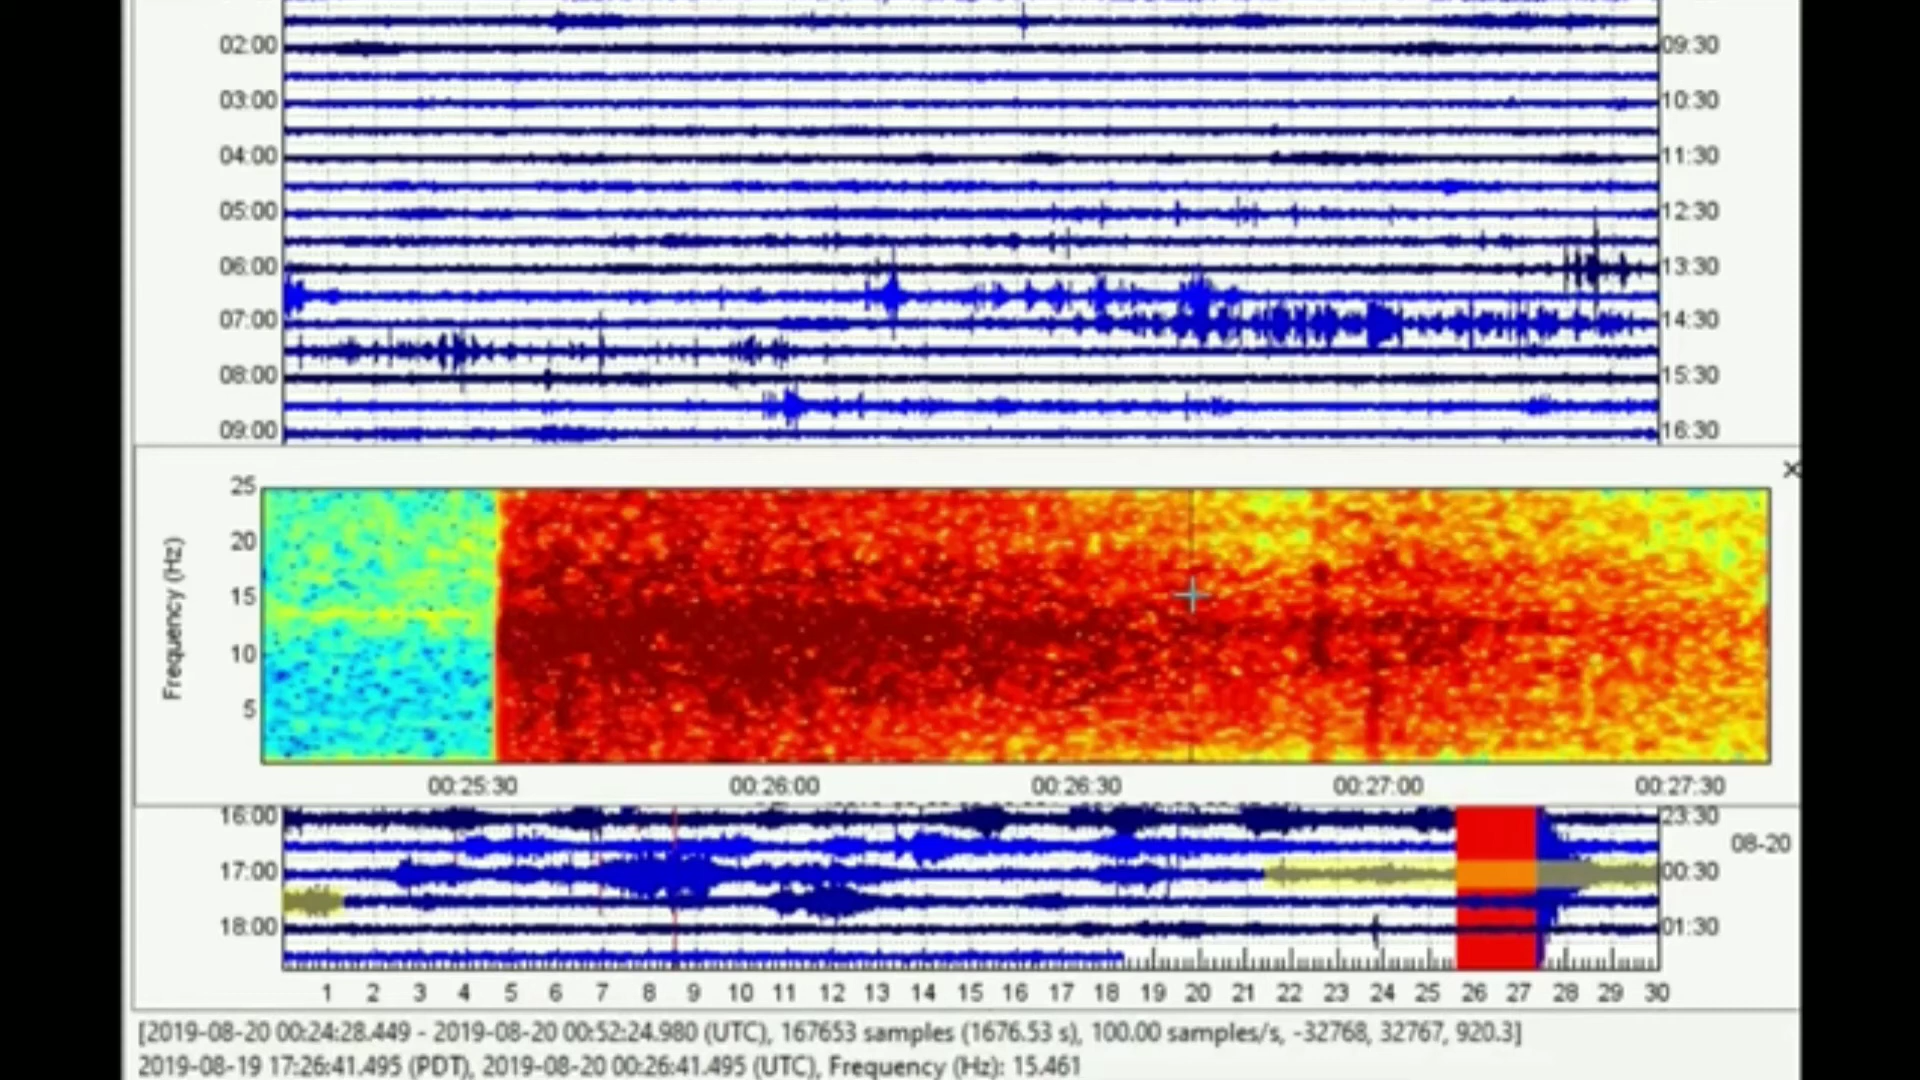 02:00 09:30
03:00 10:30
04:00 11:30
05:00 12:30
06:00 13:30
07:00 14:30
08:00 15:30
09:00 16:30
X
Frequency (Hz)
25
20
15
10
5
00:25:30 00:26:00 00:26:30 00:27:00 00:27:30
16:00 23:30
08-20
17:00 00:30
18:00 01:30
1 2 3 4 5 6 7 8 9 10 11 12 13 14 15 16 17 18 19 20 21 22 23 24 25 26 27 28 29 30
[2019-08-20 00:24:28.449 - 2019-08-20 00:52:24.980 (UTC), 167653 samples (1676.53 s), 100.00 samples/s, -32768, 32767, 920.3]
2019-08-19 17:26:41.495 (PDT), 2019-08-20 00:26:41.495 (UTC), Frequency (Hz): 15.461